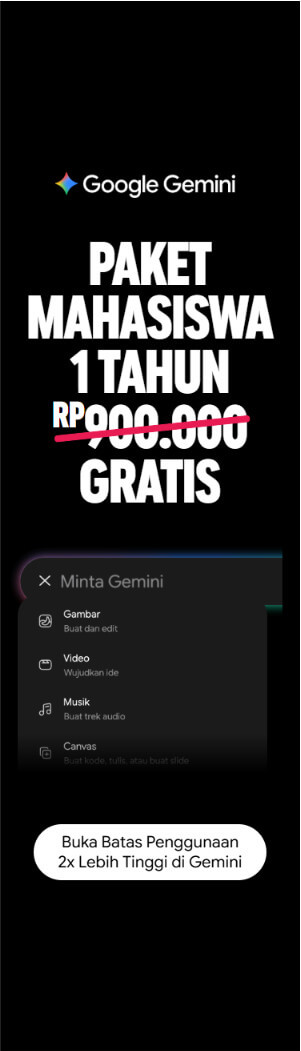 Google Gemini
PAKET
MAHASISWA
1 TAHUN
RP900.000
GRATIS
Minta Gemini
Gambar
Buat dan edit
Video
Wujudkan ide
Musik
Buat trek audio
Canvas
Buat kode, tulis, atau buat slide
Buka Batas Penggunaan
2x Lebih Tinggi di Gemini